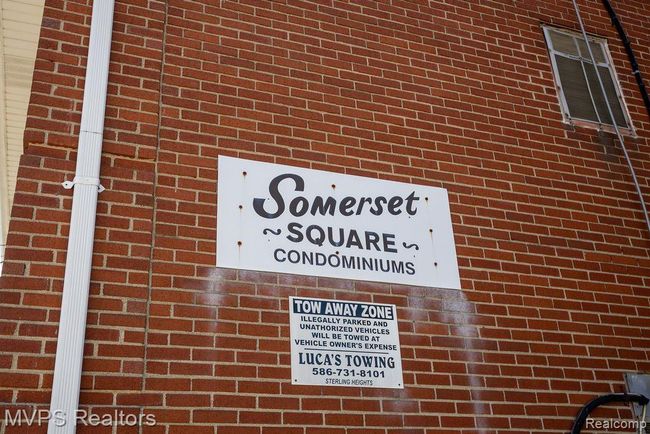 Somerset
~ SQUARE ~
CONDOMINIUMS
TOW AWAY ZONE
ILLEGALLY PARKED AND
UNATHORIZED VEHICLES
WILL BE TOWED AT
VEHICLE OWNER'S EXPENSE
LUCA'S TOWING
586-731-8101
STERLING HEIGHTS
MVPS Realtors
Realcomp